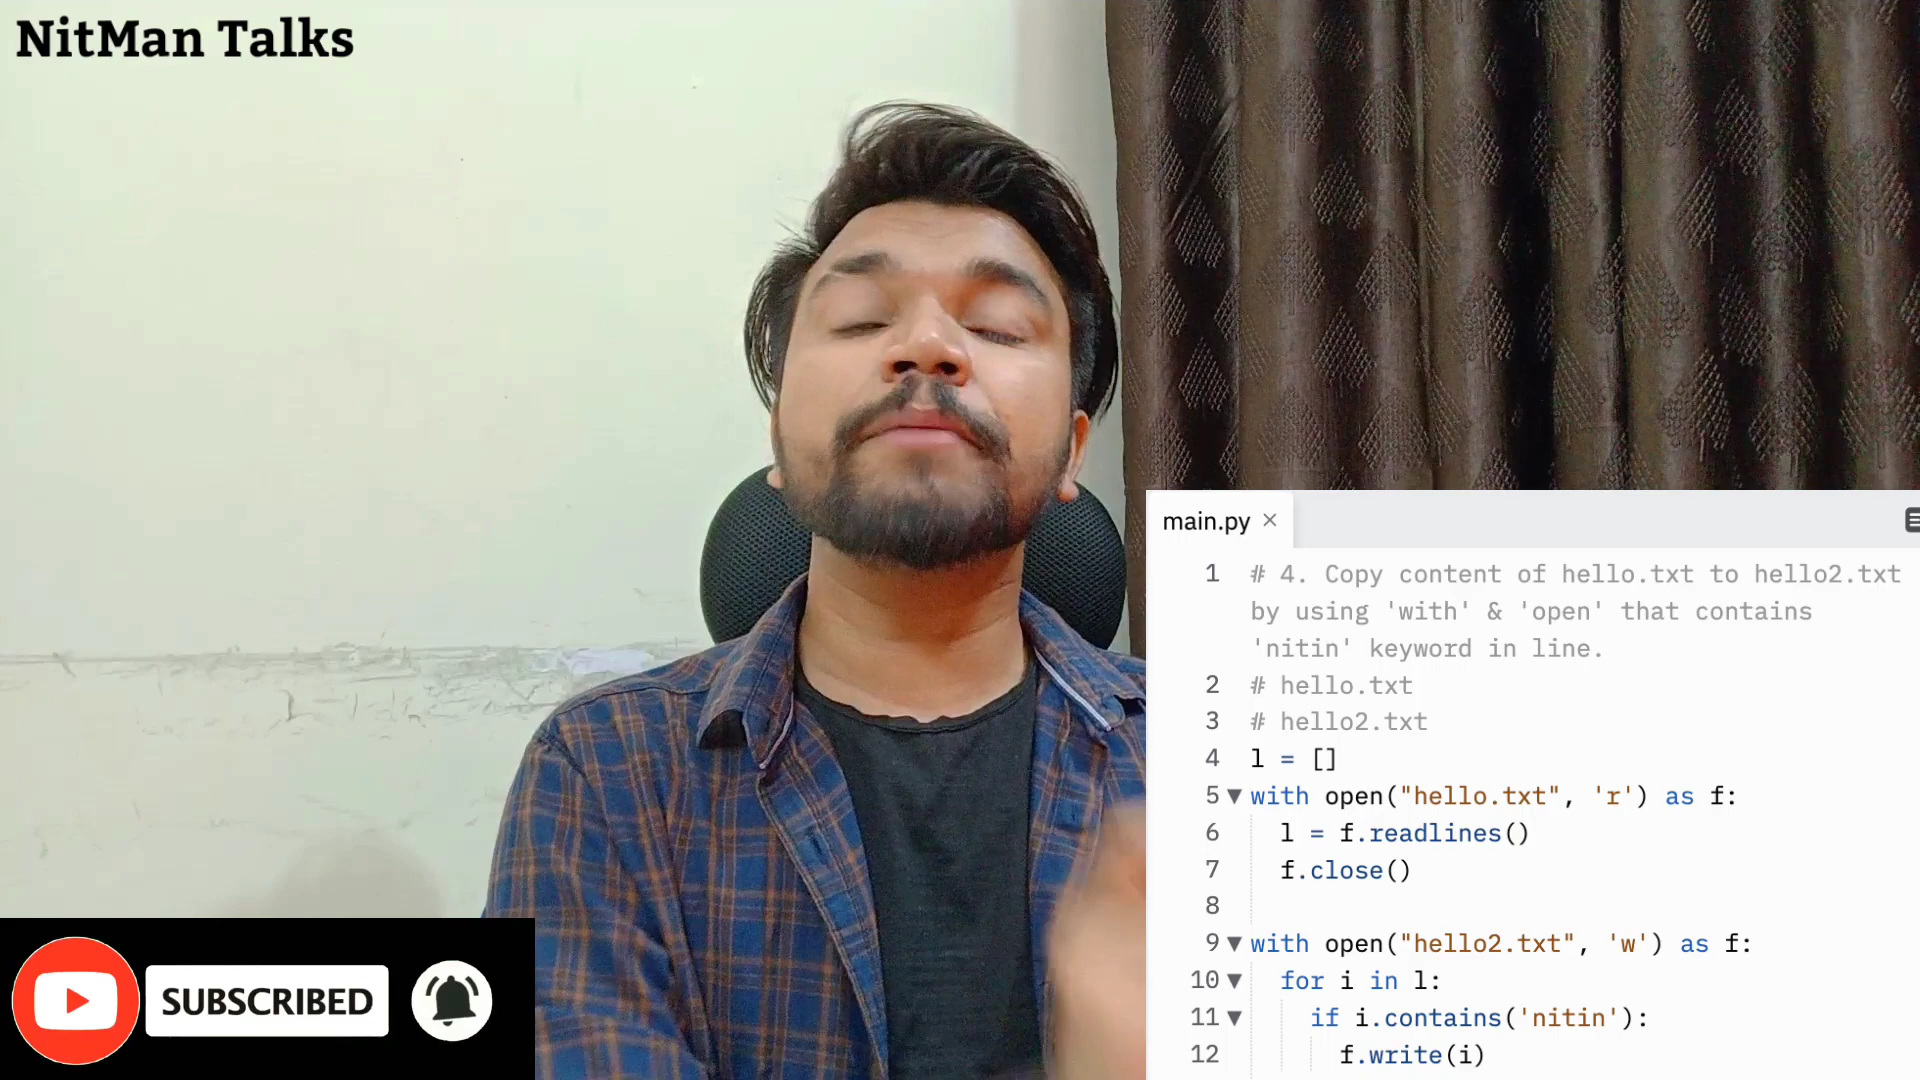 NitMan Talks
main.py ×
1 # 4. Copy content of hello.txt to hello2.txt
by using 'with' & 'open' that contains
'nitin' keyword in line.
2 # hello.txt
3 # hello2.txt
4 l = []
5 with open("hello.txt", 'r') as f:
6 l = f.readlines()
7 f.close()
8
9 with open("hello2.txt", 'w') as f:
10 for i in l:
11 if i.contains('nitin'):
12 f.write(i)
SUBSCRIBED